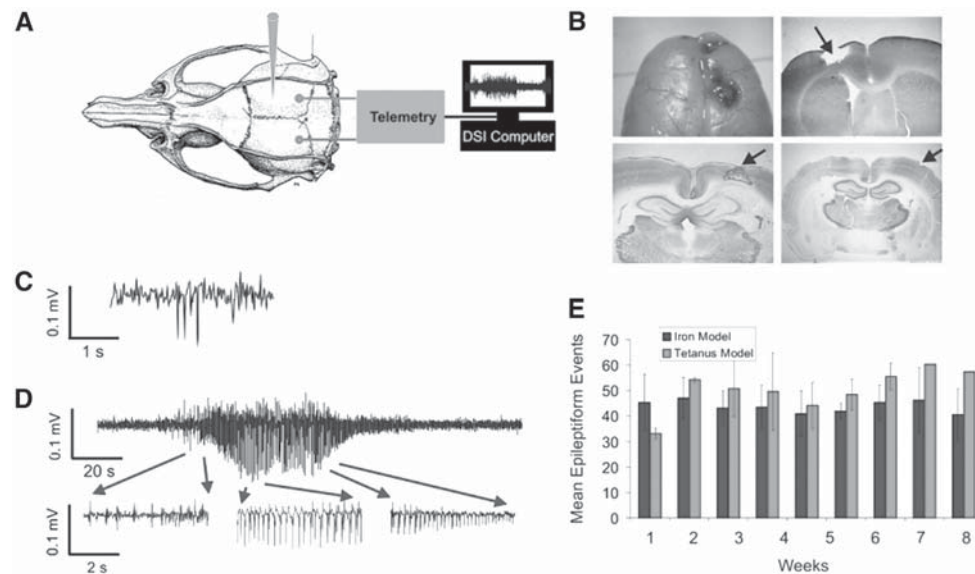 A
Telemetry
DSI Computer
B
C
0.1 mV
1 s
D
0.1 mV
20 s
0.1 mV
2 s
E
Iron Model
Tetanus Model
Mean Epileptiform Events
70
60
50
40
30
20
10
0
1 2 3 4 5 6 7 8
Weeks